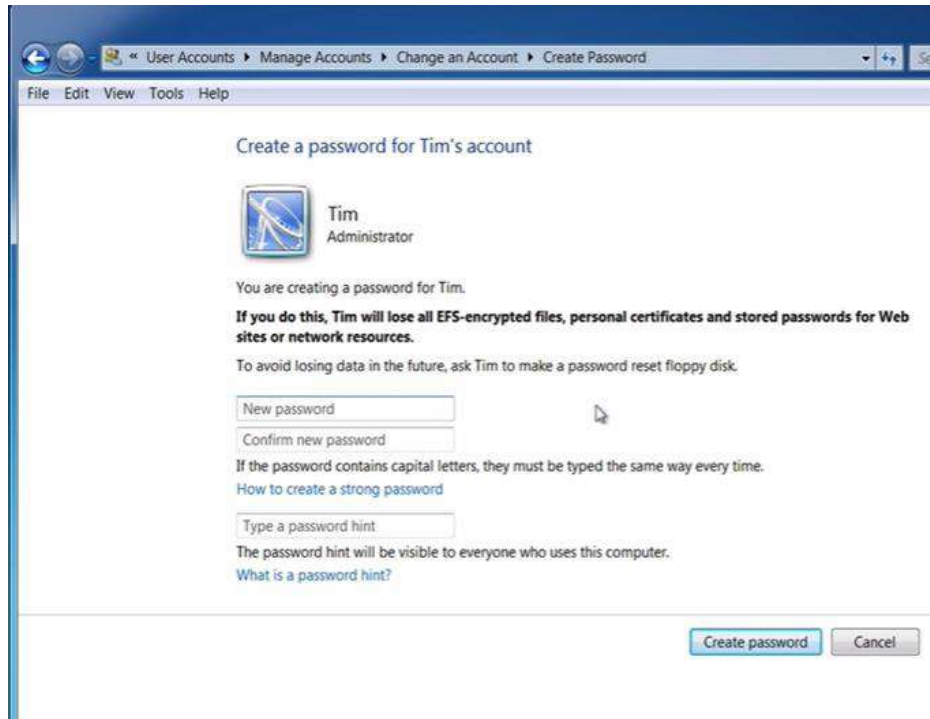 « User Accounts ▸ Manage Accounts ▸ Change an Account ▸ Create Password
File Edit View Tools Help
Create a password for Tim's account
Tim
Administrator
You are creating a password for Tim.
If you do this, Tim will lose all EFS-encrypted files, personal certificates and stored passwords for Web
sites or network resources.
To avoid losing data in the future, ask Tim to make a password reset floppy disk.
New password
Confirm new password
If the password contains capital letters, they must be typed the same way every time.
How to create a strong password
Type a password hint
The password hint will be visible to everyone who uses this computer.
What is a password hint?
Create password Cancel